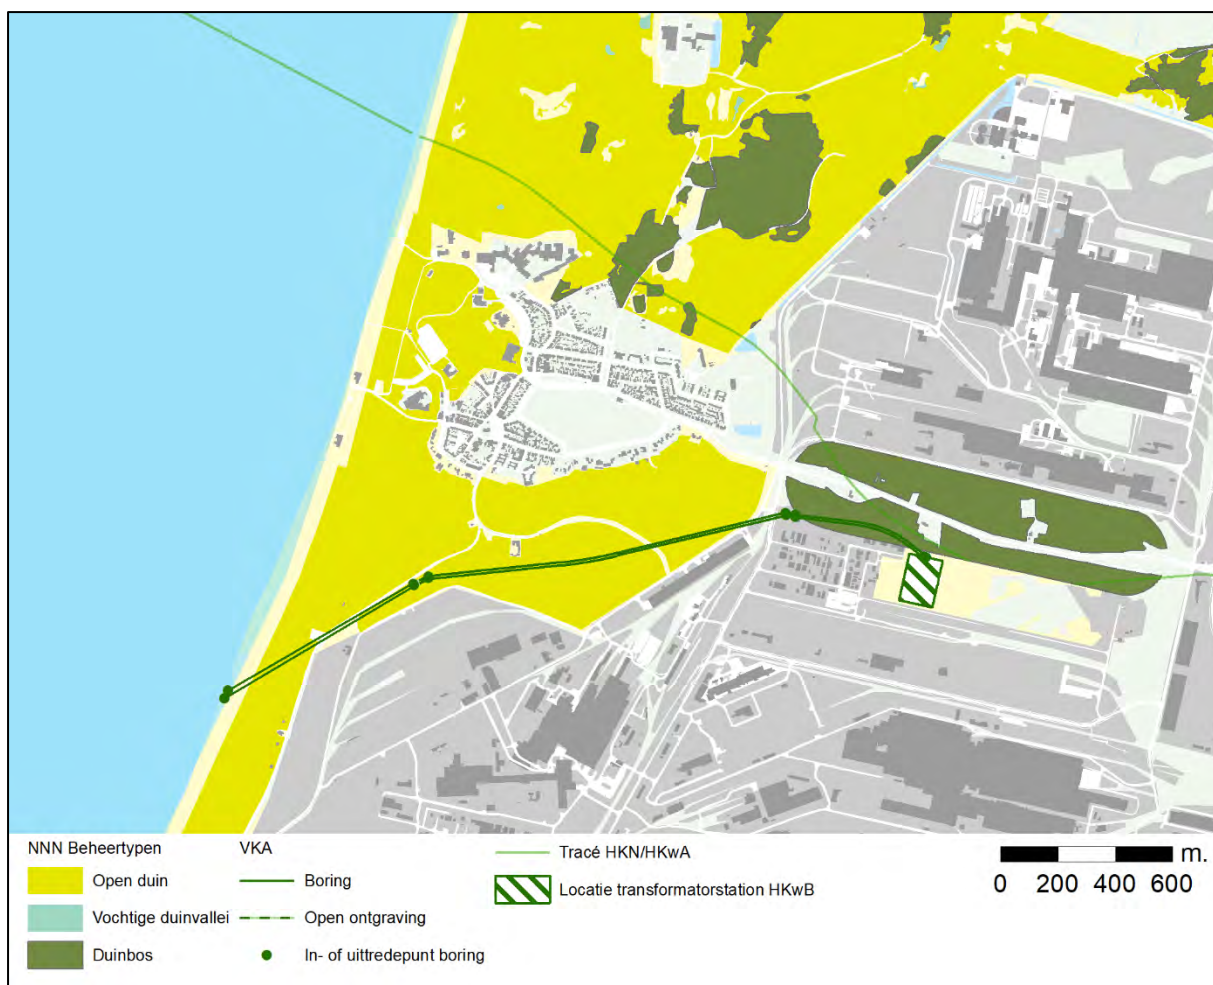 NNN Beheertypen
Open duin
Vochtige duinvallei
Duinbos
VKA
Boring
Open ontgraving
In- of uittredepunt boring
Tracé HKN/HKwA
Locatie transformatorstation HKwB
m.
0 200 400 600